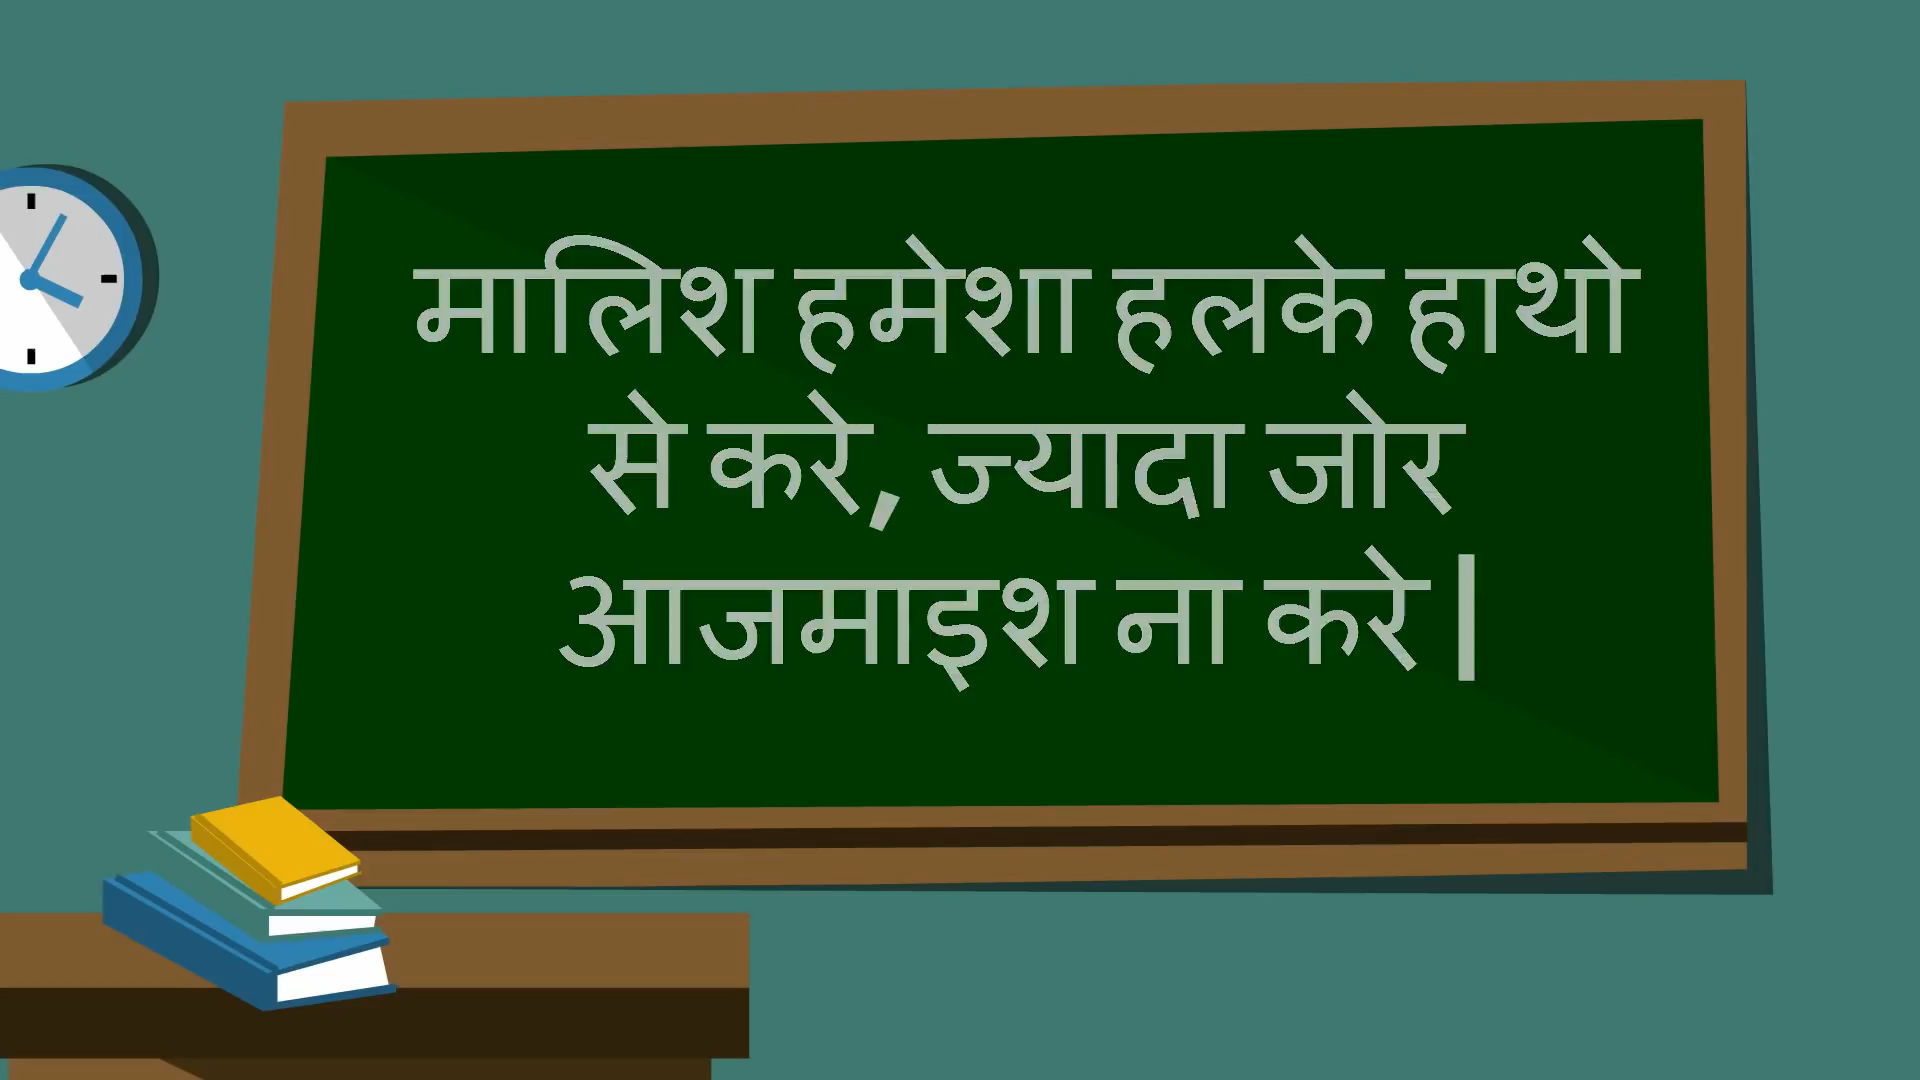 मालिश हमेशा हलके हाथो
से करे, ज्यादा जोर
आजमाइश ना करे|